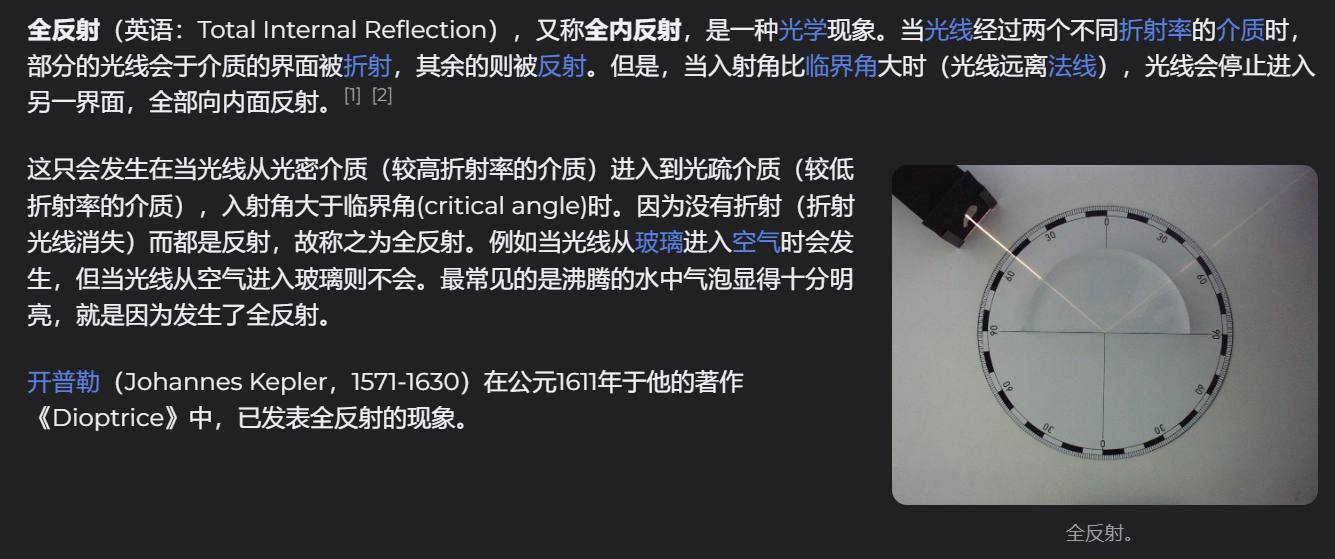 全反射（英语：Total Internal Reflection），又称全内反射，是一种光学现象。当光线经过两个不同折射率的介质时，
部分的光线会于介质的界面被折射，其余的则被反射。但是，当入射角比临界角大时（光线远离法线），光线会停止进入
另一界面，全部向内面反射。[1] [2]
这只会发生在当光线从光密介质（较高折射率的介质）进入到光疏介质（较低
折射率的介质），入射角大于临界角(critical angle)时。因为没有折射（折射
光线消失）而都是反射，故称之为全反射。例如当光线从玻璃进入空气时会发
生，但当光线从空气进入玻璃则不会。最常见的是沸腾的水中气泡显得十分明
亮，就是因为发生了全反射。
开普勒（Johannes Kepler，1571-1630）在公元1611年于他的著作
《Dioptrice》中，已发表全反射的现象。
0
30
30
60
60
90
90
60
60
30
30
0
全反射。